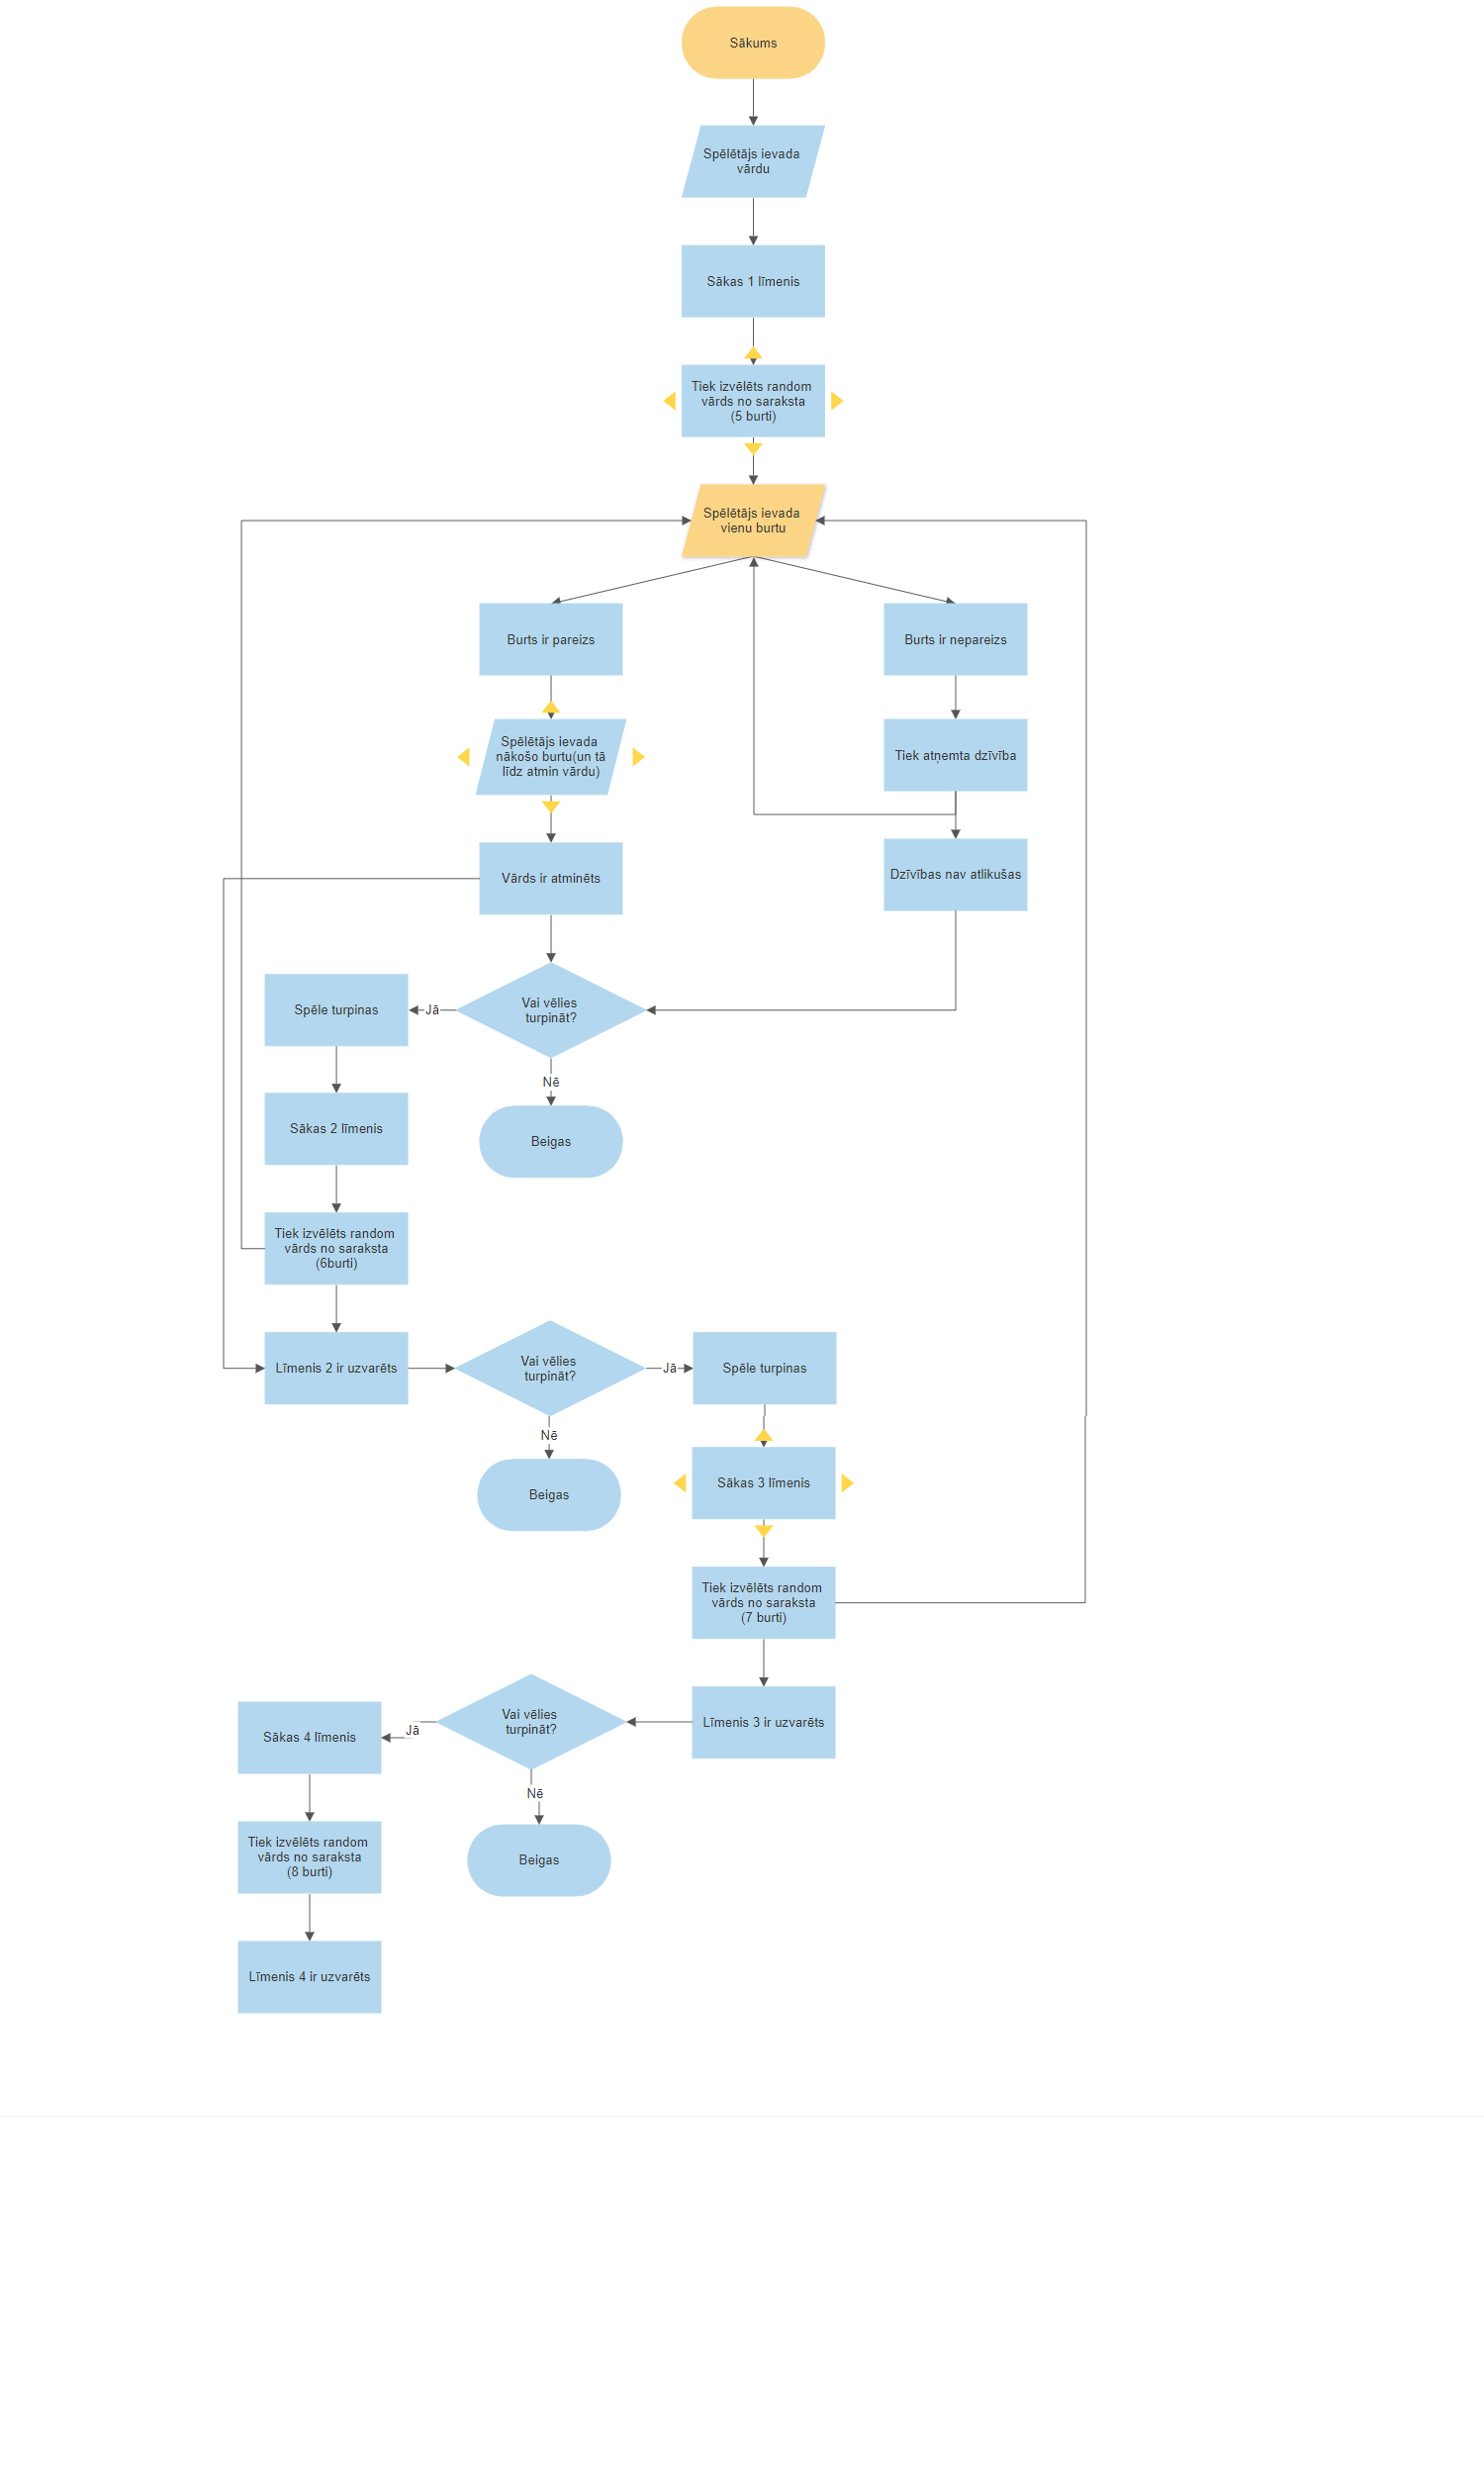 Sākums
Spēlētājs ievada
vārdu
Sākas 1 līmenis
Tiek izvēlēts random
vārds no saraksta
(5 burti)
Spēlētājs ievada
vienu burtu
Burts ir pareizs
Burts ir nepareizs
Spēlētājs ievada
nākošo burtu(un tā
līdz atmin vārdu)
Tiek atņemta dzīvība
Vārds ir atminēts
Dzīvības nav atlikušas
Vai vēlies
turpināt?
Jā
Spēle turpinas
Nē
Beigas
Sākas 2 līmenis
Tiek izvēlēts random
vārds no saraksta
(6burti)
Līmenis 2 ir uzvarēts
Vai vēlies
turpināt?
Jā
Spēle turpinas
Nē
Beigas
Sākas 3 līmenis
Tiek izvēlēts random
vārds no saraksta
(7 burti)
Līmenis 3 ir uzvarēts
Vai vēlies
turpināt?
Jā
Sākas 4 līmenis
Nē
Beigas
Tiek izvēlēts random
vārds no saraksta
(8 burti)
Līmenis 4 ir uzvarēts